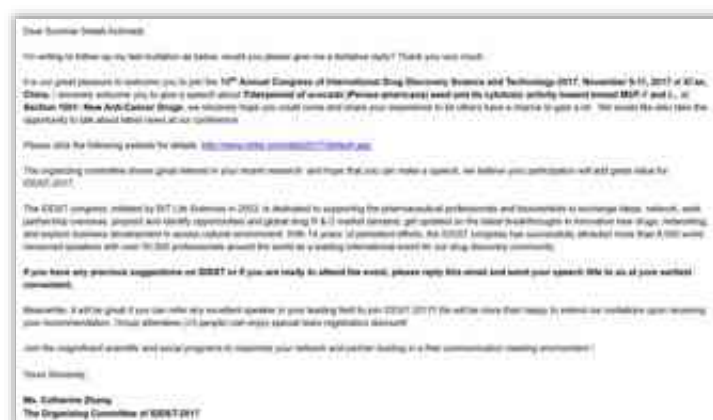 I'm writing to follow up my last invitation as below, would you please give me a tentative reply? Thank you very much.
It is our great pleasure to welcome you to join the 15th Annual Congress of International Drug Discovery Science and Technology-2017, November 9-11, 2017 in Xi'an,
China. I sincerely welcome you to give a speech about Triterpenoid of avocado (Persea americana) seed and its cytotoxic activity toward breast MCF-7 and
Section 1001: New Anti-Cancer Drugs, we sincerely hope you could come and share your experience to let others have a chance to gain a lot. We would like also take the
opportunity to talk about latest news at our conference.
Please click the following website for details:
The organizing committee shows great interest in your recent research and hope that you can make a speech, we believe your participation will add great value for
IDDST-2017.
The IDDST congress initiated by BIT Life Sciences in 2003, is dedicated to supporting the pharmaceutical professionals and
to exchange ideas, network, seek
partnership overseas, pinpoint and identify opportunities and global drug R & D market demand, get updated on the latest breakthroughs in innovative new drugs, networking
and explore business development in
cultural environment. With 14 years' of persistent efforts, the IDDST congress has successfully attracted more than
world
renowned speakers with over
professionals around the world as a leading international event for our drug discovery community.
If you have any previous suggestions on IDDST or if you are ready to attend the event, please reply this email and send your speech title to us at your earliest
convenient.
Meanwhile, it will be great if you can refer any excellent speaker in your leading field to join IDDST-2017! We will be more than happy to extend our invitations upon receiving
your recommendation. Group attendees
people) can enjoy special team registration discount!
Join the magnificent scientific and social programs to maximize your network and partner-building in a free communication meeting environment!
Yours Sincerely,
Ms. Catherine Zhang
The Organizing Committee of IDDST-2017